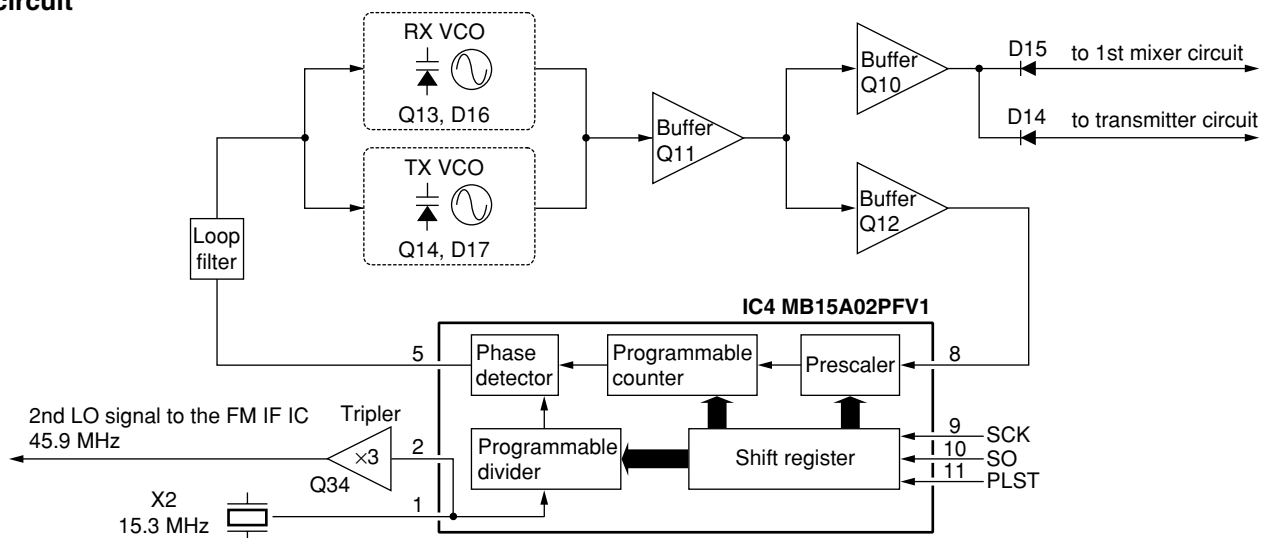 circuit
RX VCO
Q13, D16
TX VCO
Q14, D17
Buffer
Q11
Buffer
Q10
Buffer
Q12
D15
to 1st mixer circuit
D14
to transmitter circuit
Loop
filter
IC4 MB15A02PFV1
5
Phase
detector
Programmable
counter
Prescaler
8
2nd LO signal to the FM IF IC
45.9 MHz
Tripler
×3
Q34
2
Programmable
divider
Shift register
9
SCK
10
SO
11
PLST
X2
15.3 MHz
1